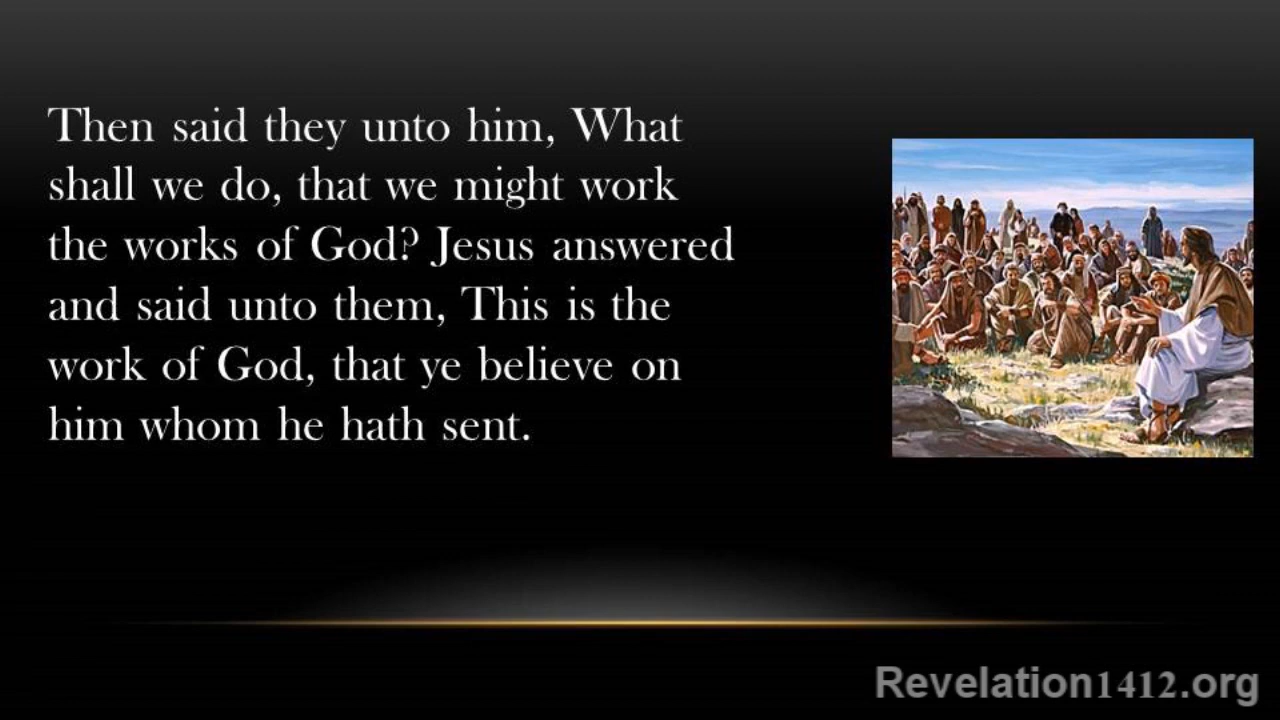 Then said they unto him, What
shall we do, that we might work
the works of God? Jesus answered
and said unto them, This is the
work of God, that ye believe on
him whom he hath sent.
Revelation1412.org